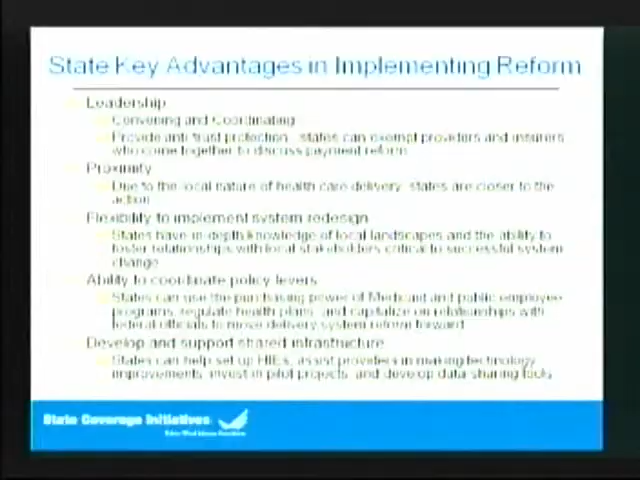 State Key Advantages in Implementing Reform
Leadership
Convening and Coordinating
Provide anti trust protection states can exempt providers and insurers
who come together to discuss payment reform
Proximity
Due to the local nature of health care delivery, states are closer to the
action
Flexibility to implement system redesign
States have in-depth knowledge of local landscapes and the ability to
foster relationships with local stakeholders critical to successful system
change
Ability to coordinate policy levers
States can use the purchasing power of Medicaid and public employee
programs, regulate health plans, and capitalize on relationships with
federal officials to move delivery system reform forward
Develop and support shared infrastructure
States can help set up HIEs, assist providers in making technology
improvements, invest in pilot projects, and develop data sharing tools
State Coverage Initiatives